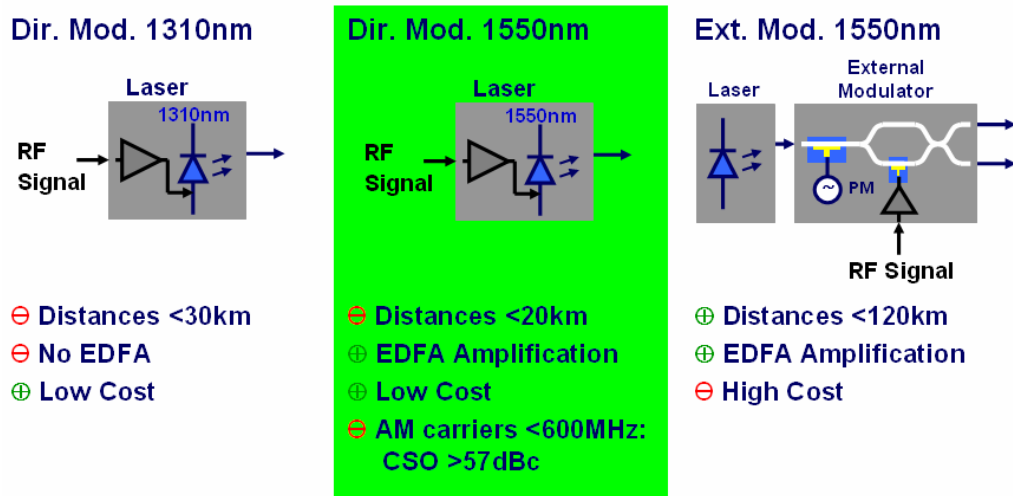 Dir. Mod. 1310nm
Laser
1310nm
RF
Signal
⊖ Distances <30km
⊖ No EDFA
⊕ Low Cost
Dir. Mod. 1550nm
Laser
1550nm
RF
Signal
⊖ Distances <20km
⊕ EDFA Amplification
⊕ Low Cost
⊖ AM carriers <600MHz:
CSO >57dBc
Ext. Mod. 1550nm
Laser
External
Modulator
~
PM
RF Signal
⊕ Distances <120km
⊕ EDFA Amplification
⊖ High Cost